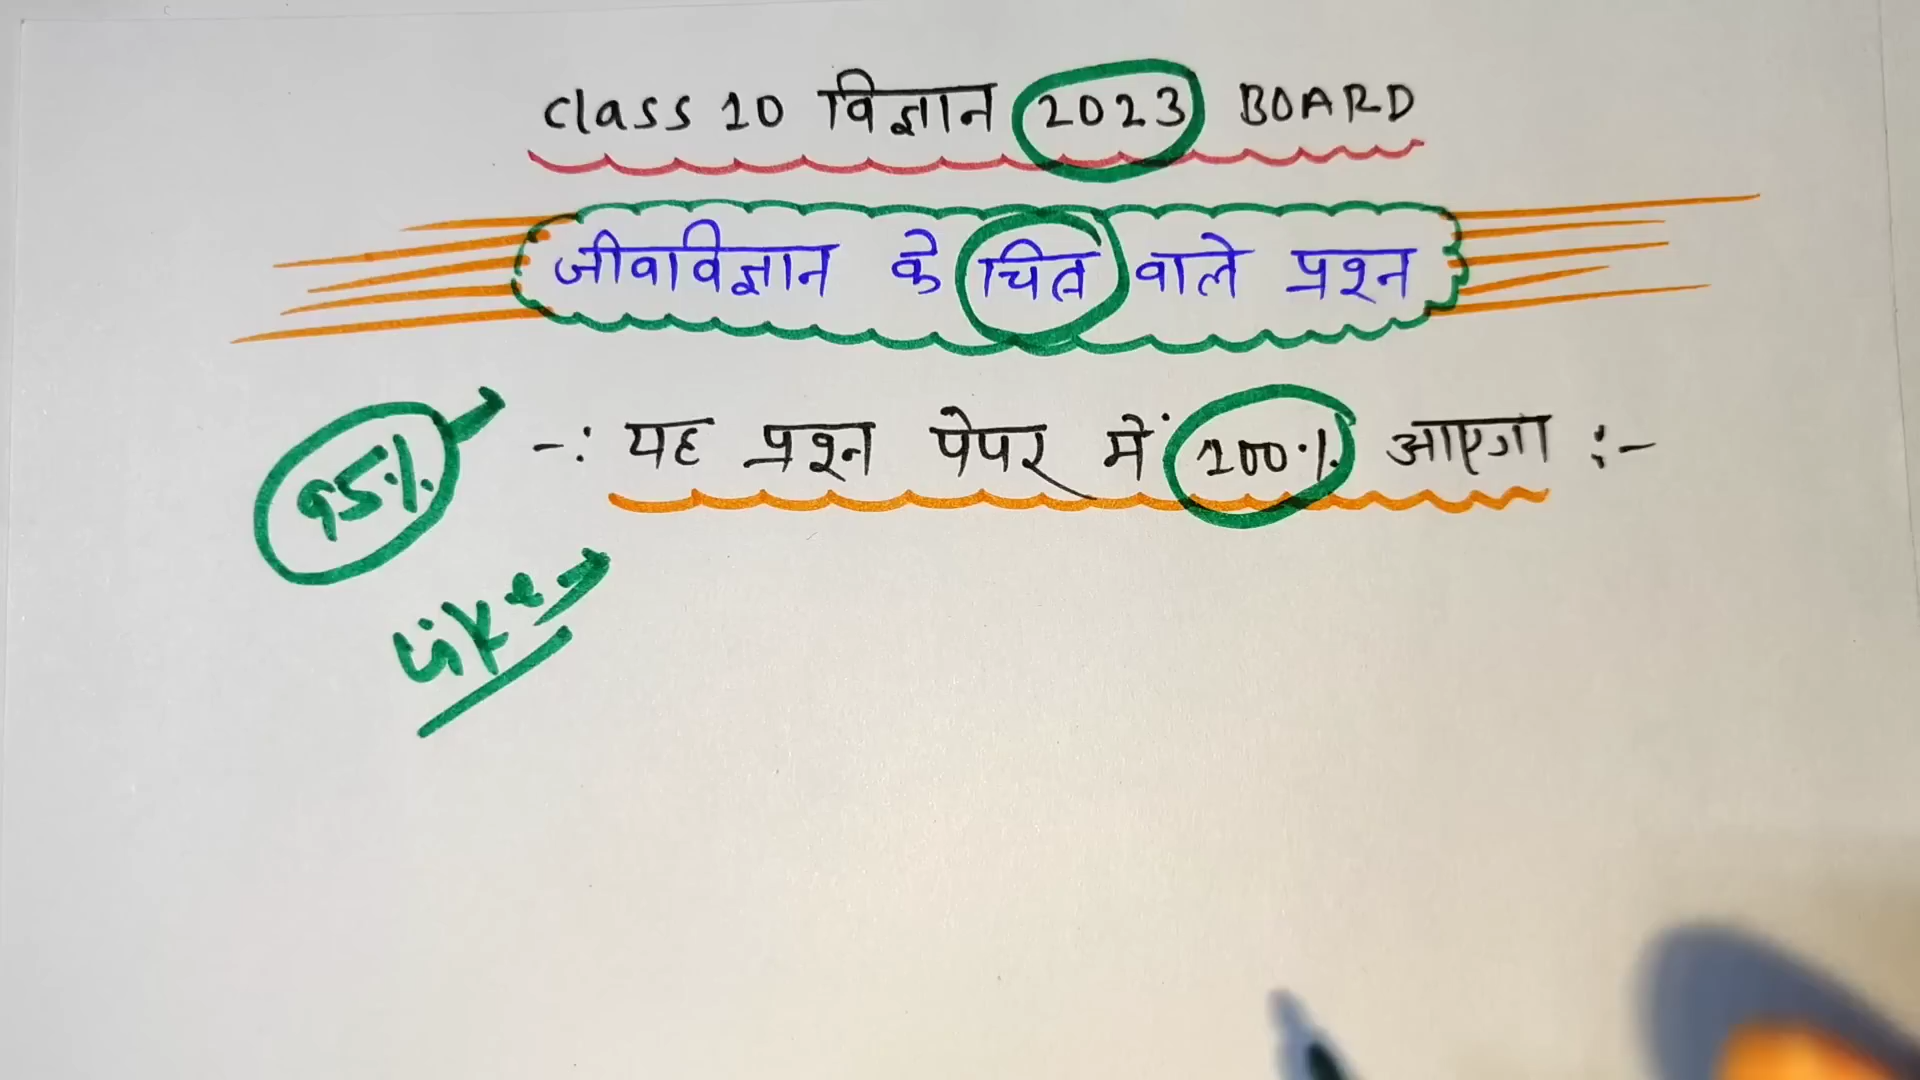 class 10 विज्ञान 2023 BOARD
जीवविज्ञान के चित्र वाले प्रश्न
-: यह प्रश्न पेपर में 100% आएगा :-
95%
Like